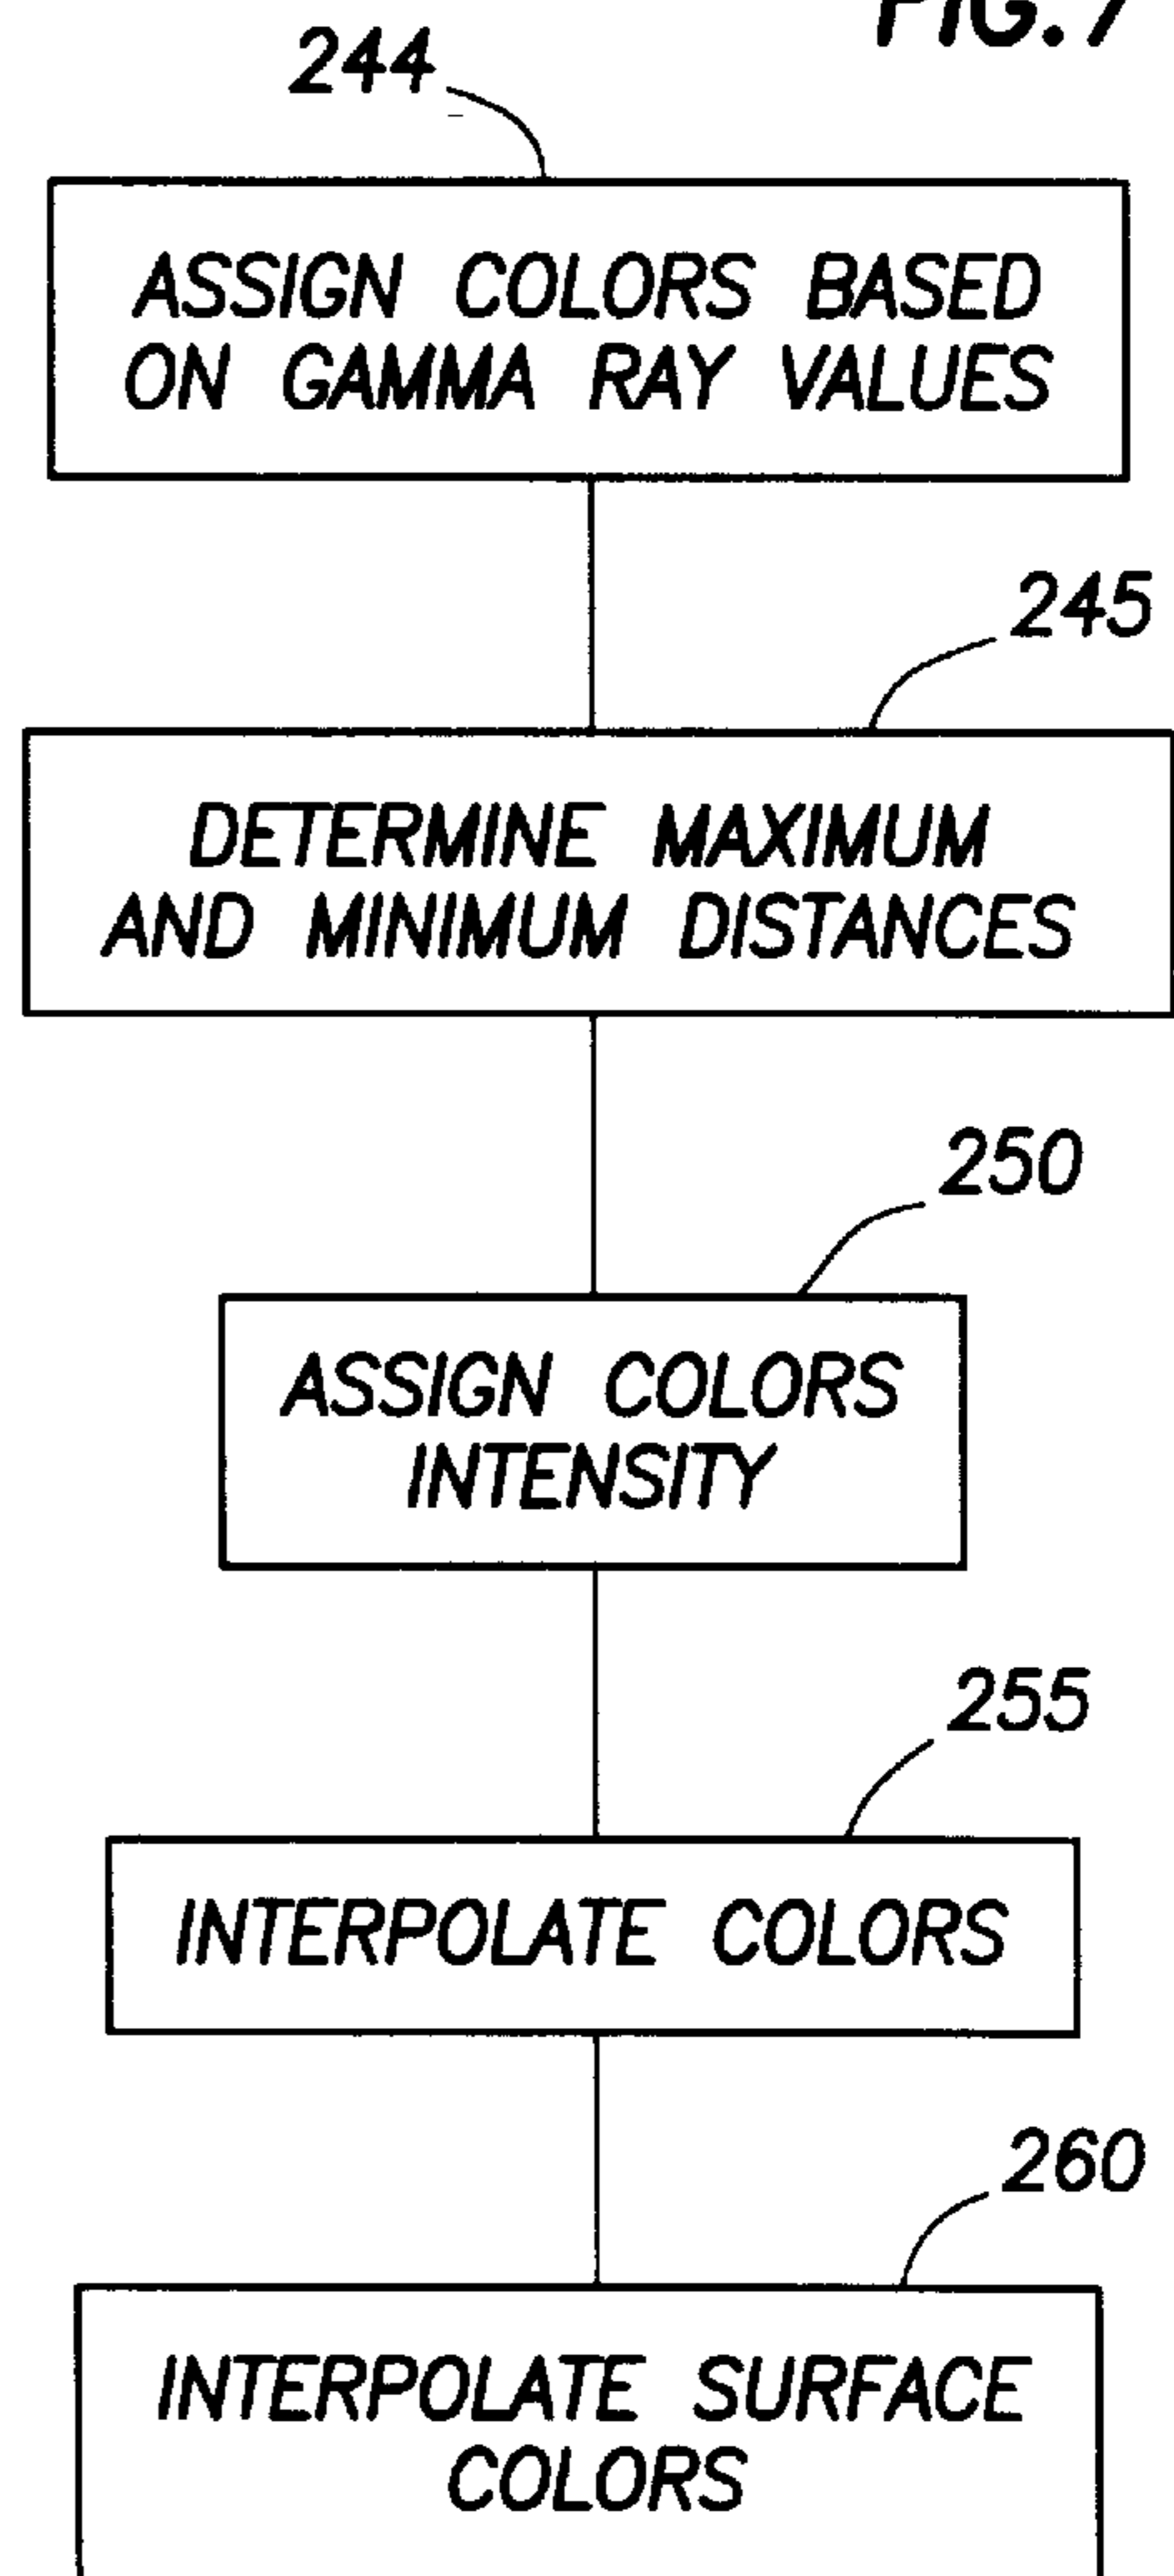 FIG. 7
244
ASSIGN COLORS BASED
ON GAMMA RAY VALUES
245
DETERMINE MAXIMUM
AND MINIMUM DISTANCES
250
ASSIGN COLORS
INTENSITY
255
INTERPOLATE COLORS
260
INTERPOLATE SURFACE
COLORS